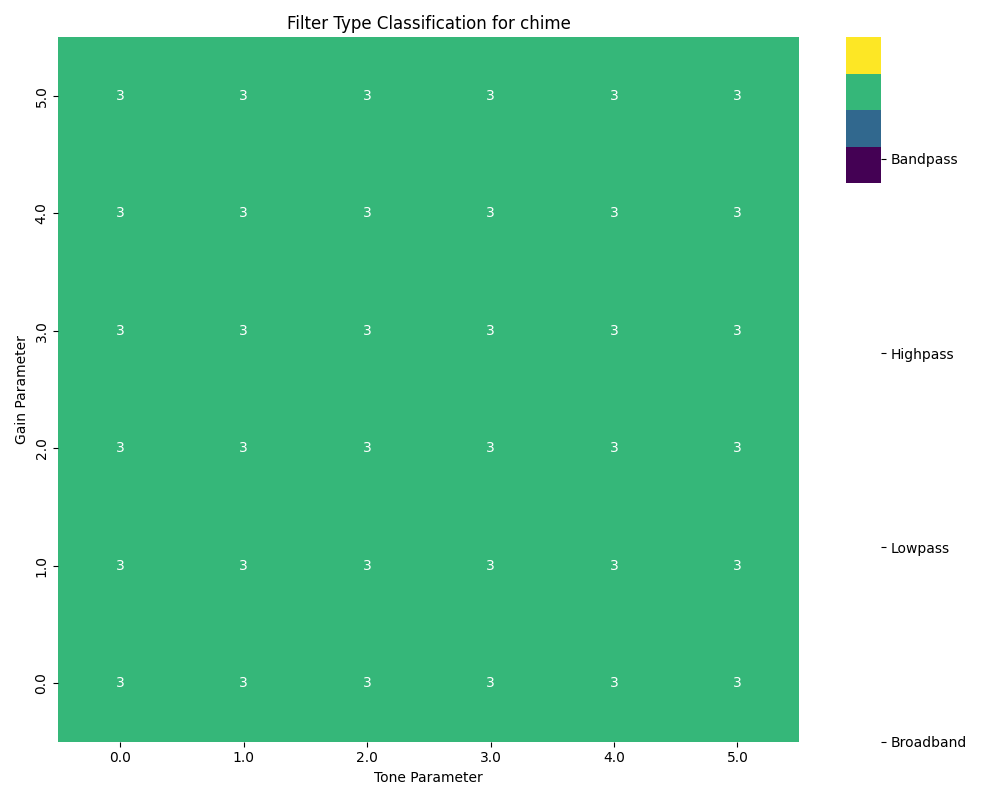 Filter Type Classification for chime
Gain Parameter
5.0 3 3 3 3 3 3
4.0 3 3 3 3 3 3
3.0 3 3 3 3 3 3
2.0 3 3 3 3 3 3
1.0 3 3 3 3 3 3
0.0 3 3 3 3 3 3
0.0 1.0 2.0 3.0 4.0 5.0
Tone Parameter
Bandpass
Highpass
Lowpass
Broadband